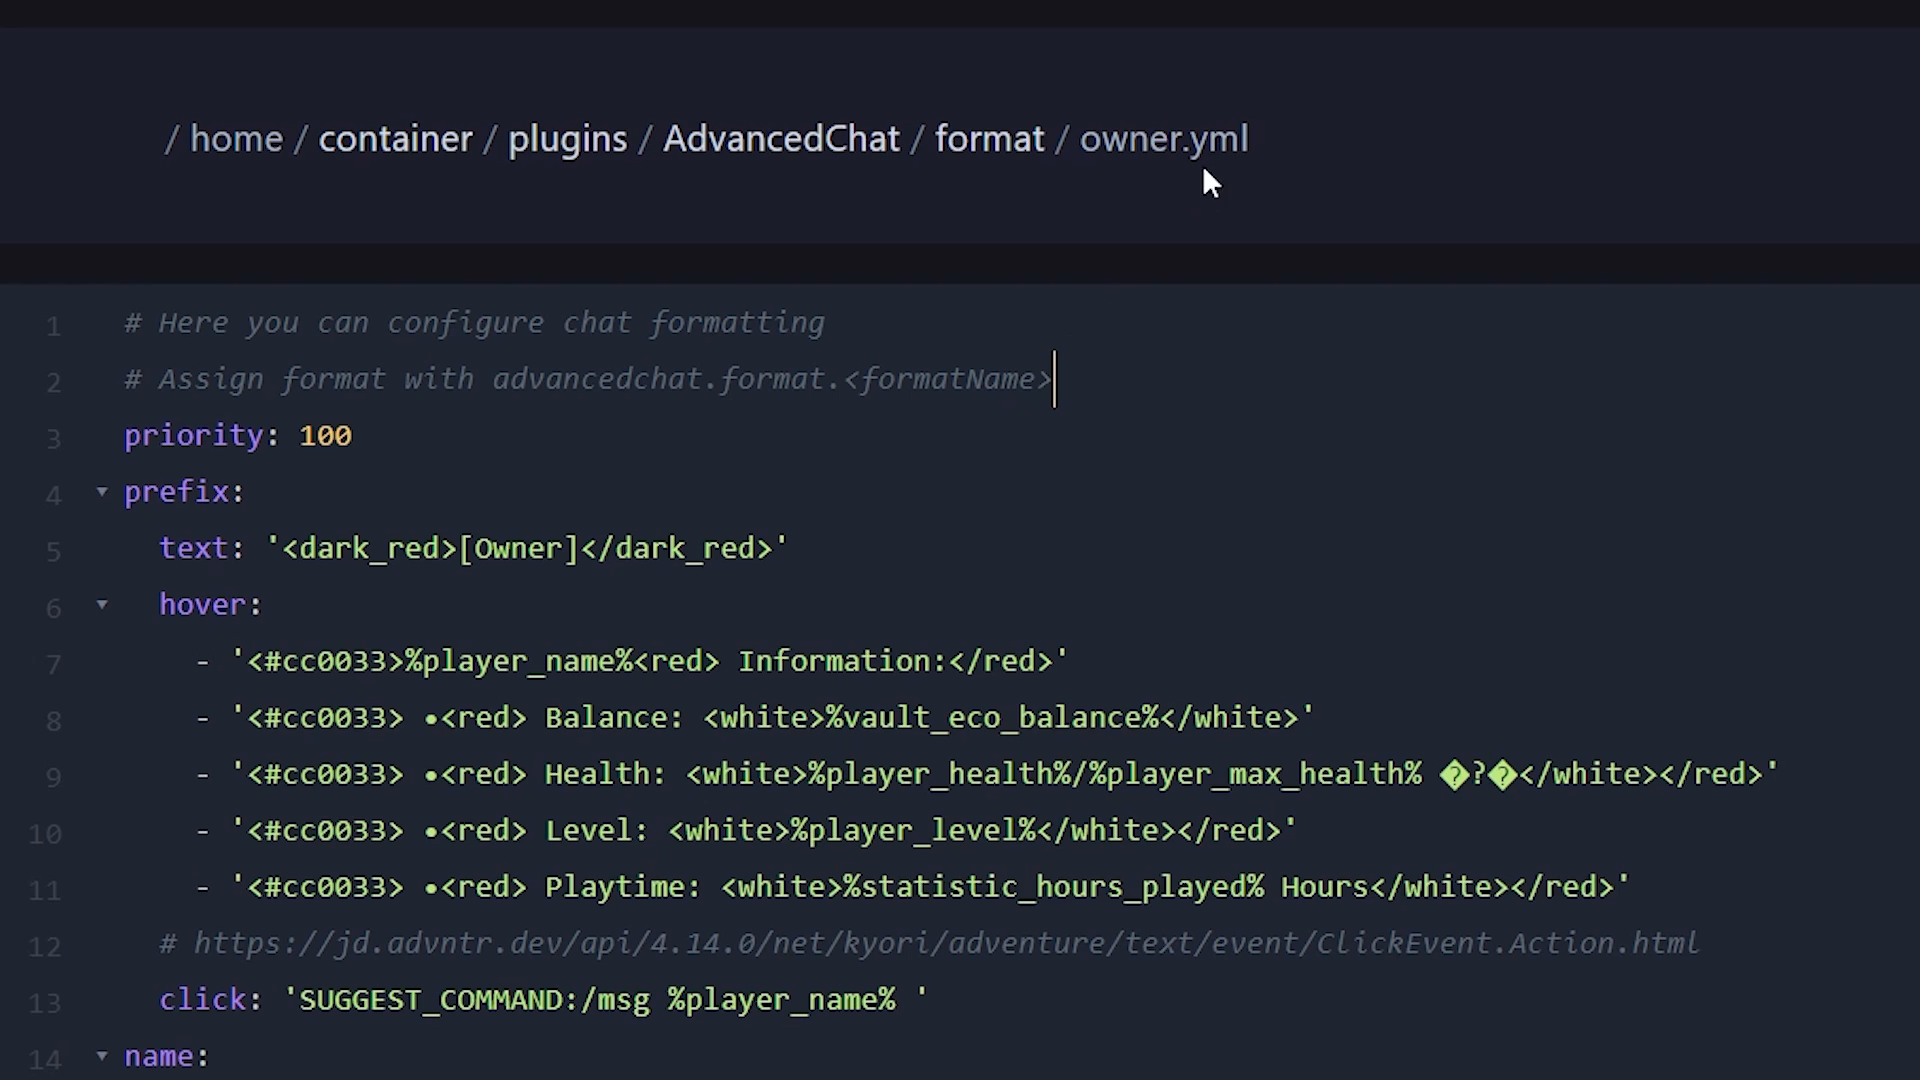 / home / container / plugins / AdvancedChat / format / owner.yml
1 # Here you can configure chat formatting
2 # Assign format with advancedchat.format.<formatName>
3 priority: 100
4 prefix:
5 text: '<dark_red>[Owner]</dark_red>'
6 hover:
7 - '<#cc0033>%player_name%<red> Information:</red>'
8 - '<#cc0033> •<red> Balance: <white>%vault_eco_balance%</white>'
9 - '<#cc0033> •<red> Health: <white>%player_health%/%player_max_health% �?�</white></red>'
10 - '<#cc0033> •<red> Level: <white>%player_level%</white></red>'
11 - '<#cc0033> •<red> Playtime: <white>%statistic_hours_played% Hours</white></red>'
12 # https://jd.advntr.dev/api/4.14.0/net/kyori/adventure/text/event/ClickEvent.Action.html
13 click: 'SUGGEST_COMMAND:/msg %player_name% '
14 name: